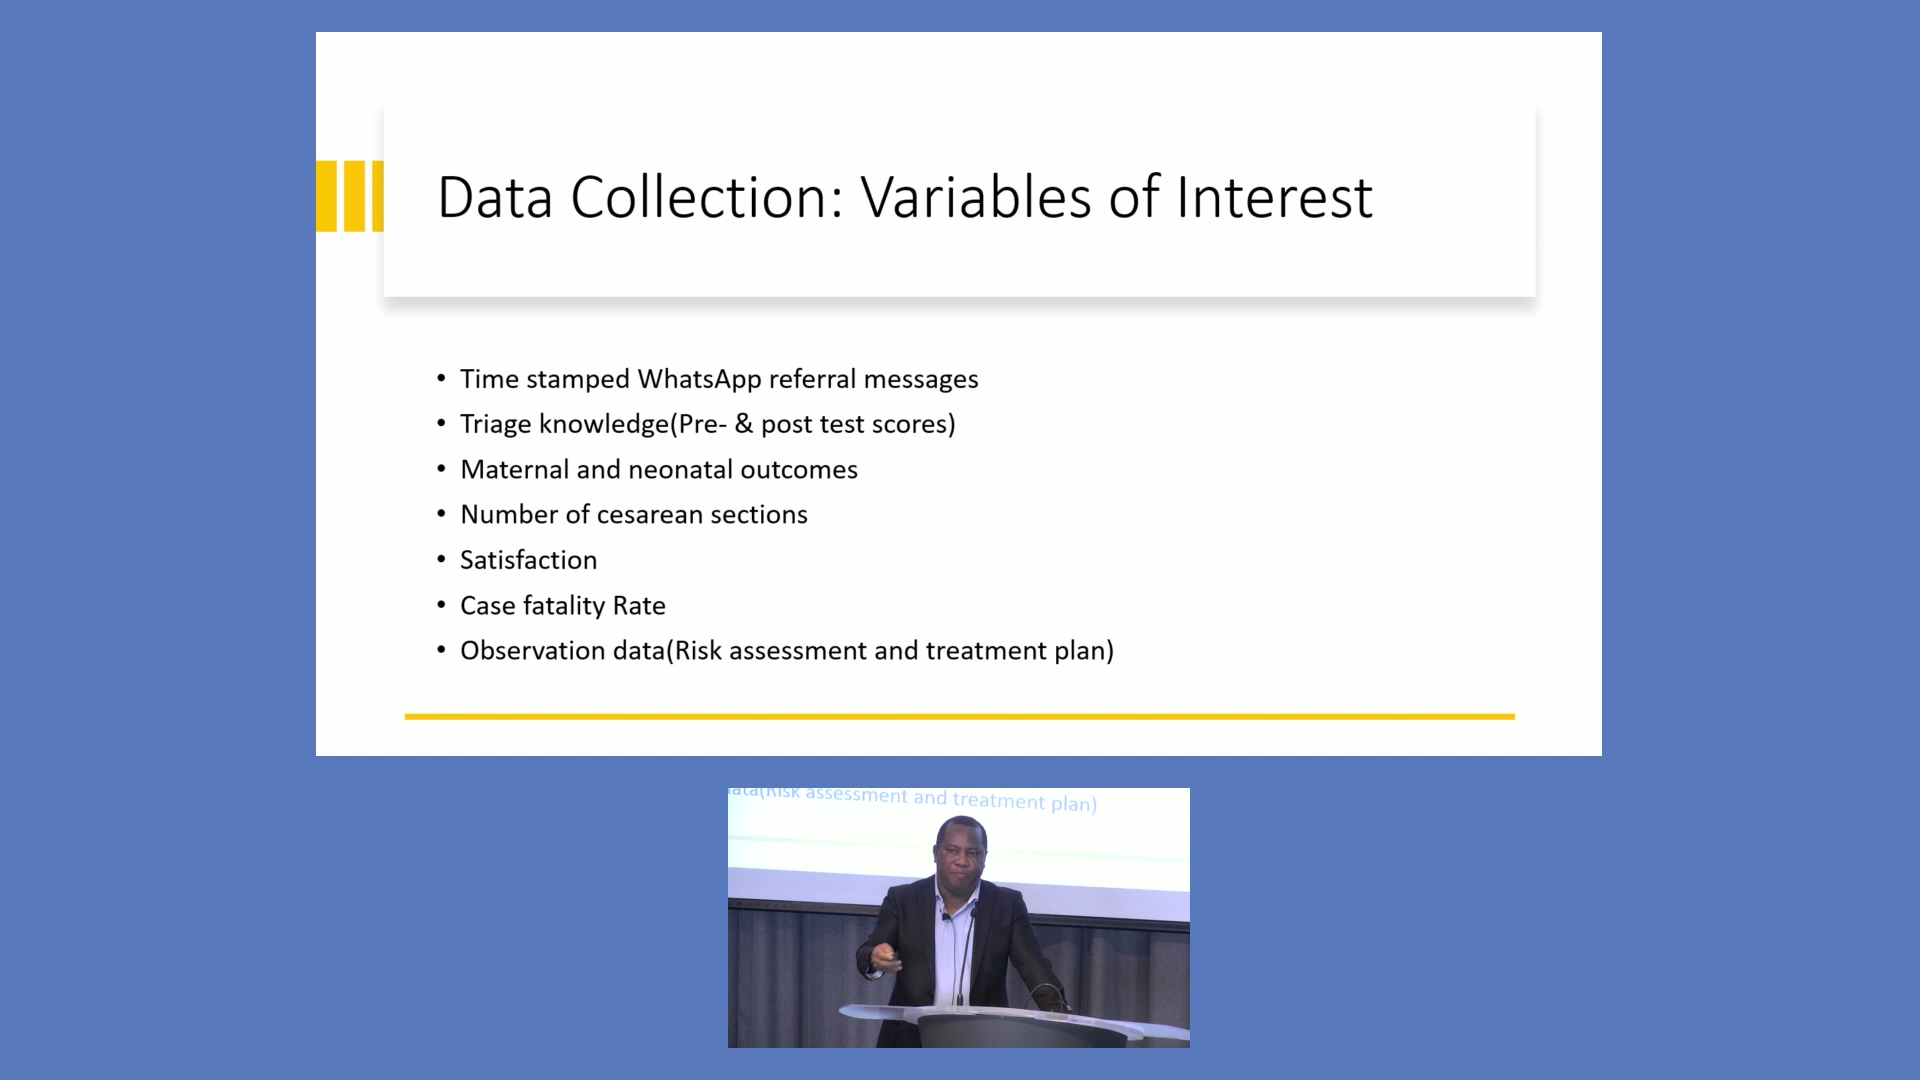 Data Collection: Variables of Interest
• Time stamped WhatsApp referral messages
• Triage knowledge(Pre- & post test scores)
• Maternal and neonatal outcomes
• Number of cesarean sections
• Satisfaction
• Case fatality Rate
• Observation data(Risk assessment and treatment plan)
data(Risk assessment and treatment plan)